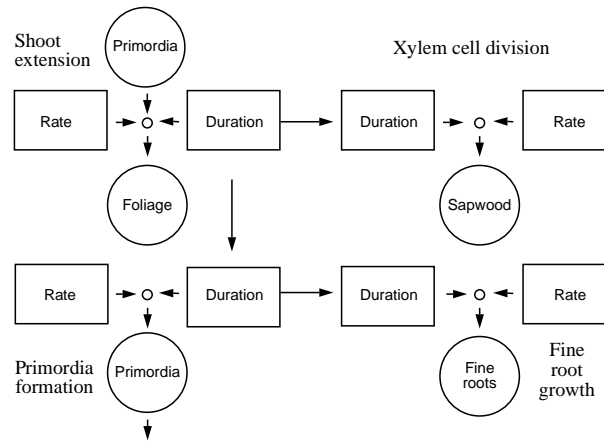 Shoot
extension
Primordia
Xylem cell division
Rate
Duration
Duration
Rate
Foliage
Sapwood
Rate
Duration
Duration
Rate
Primordia
formation
Primordia
Fine
roots
Fine
root
growth